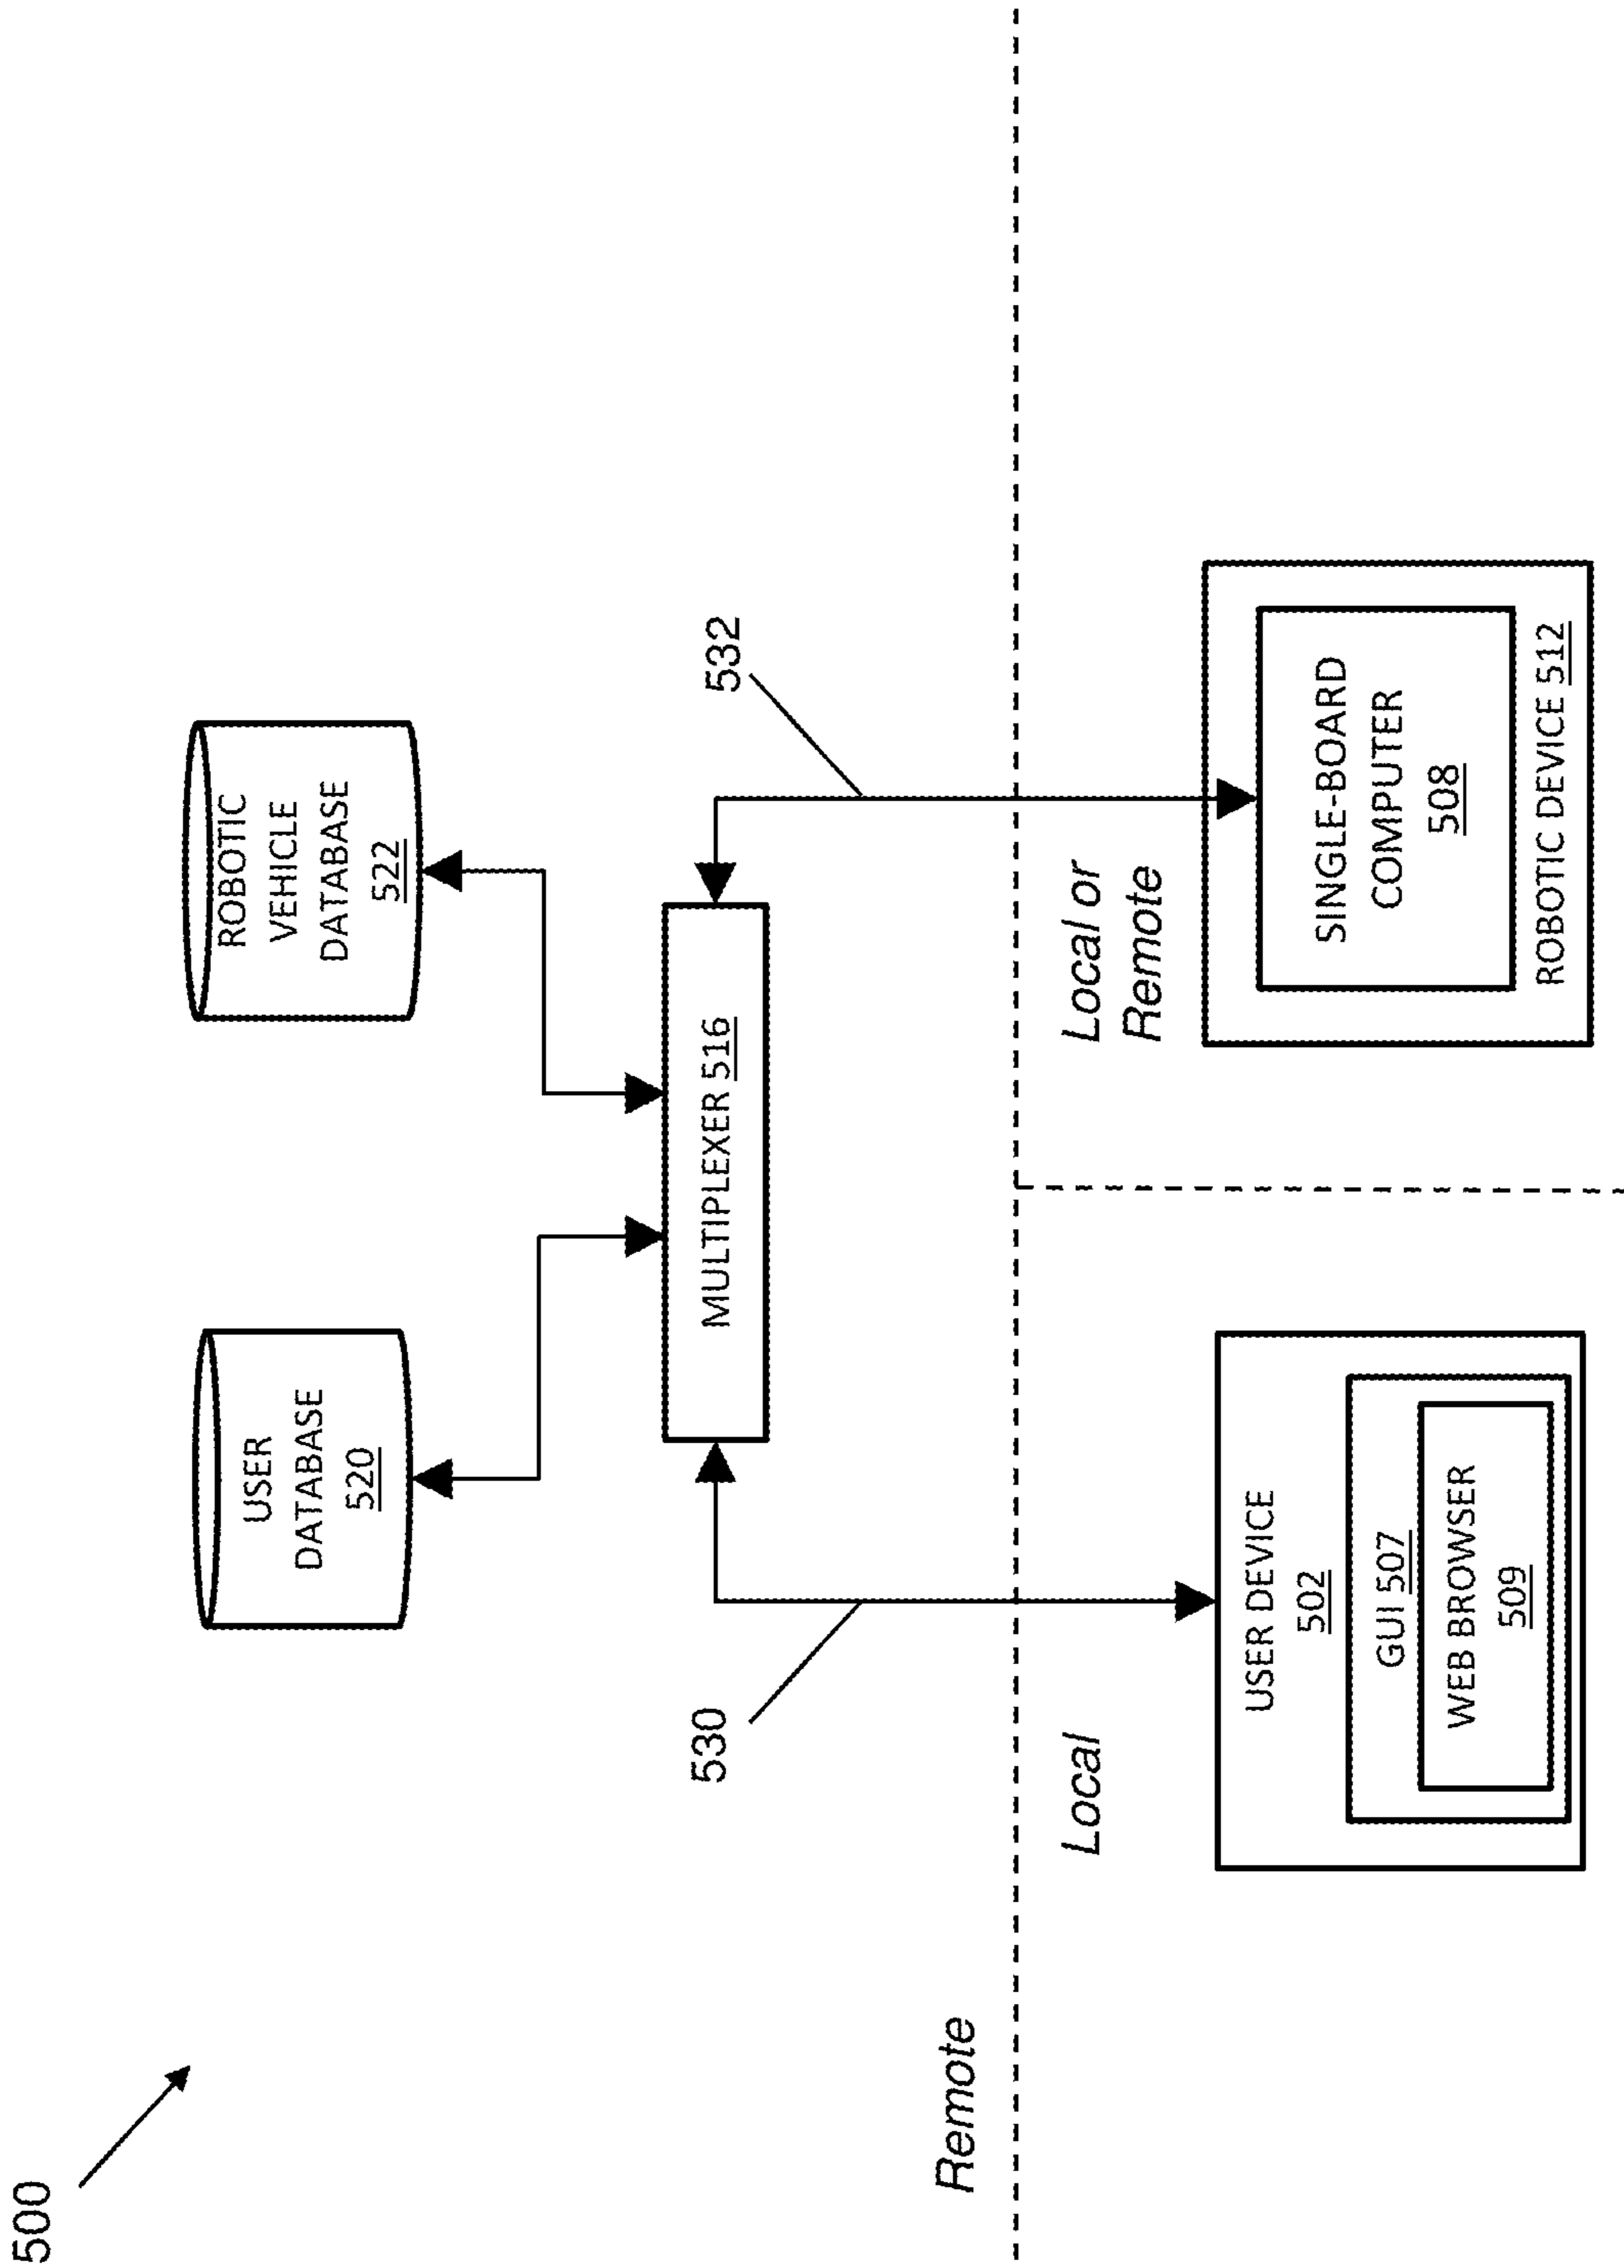 500
USER
DATABASE
520
ROBOTIC
VEHICLE
DATABASE
522
530
MULTIPLEXER 516
532
Remote
Local
Local or
Remote
USER DEVICE
502
GUI 507
WEB BROWSER
509
SINGLE-BOARD
COMPUTER
508
ROBOTIC DEVICE 512